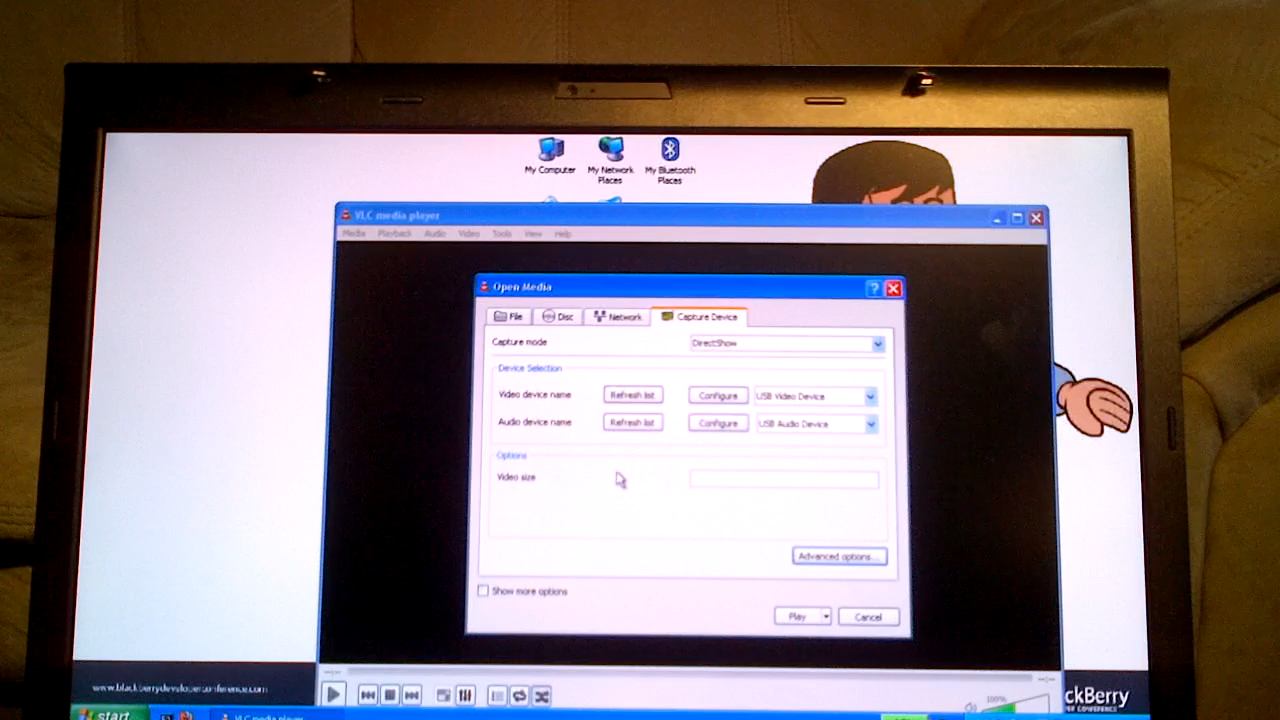 My Computer
My Network Places
My Bluetooth Places
VLC media player
Media Playback Audio Video Tools View Help
Open Media
File Disc Network Capture Device
Capture mode DirectShow
Device Selection
Video device name Refresh list Configure USB Video Device
Audio device name Refresh list Configure USB Audio Device
Options
Video size
Advanced options...
Show more options
Play Cancel
--:-- --:--
100%
www.blackberrydeveloperconference.com
ckBerry
PER CONFERENCE
start VLC media player